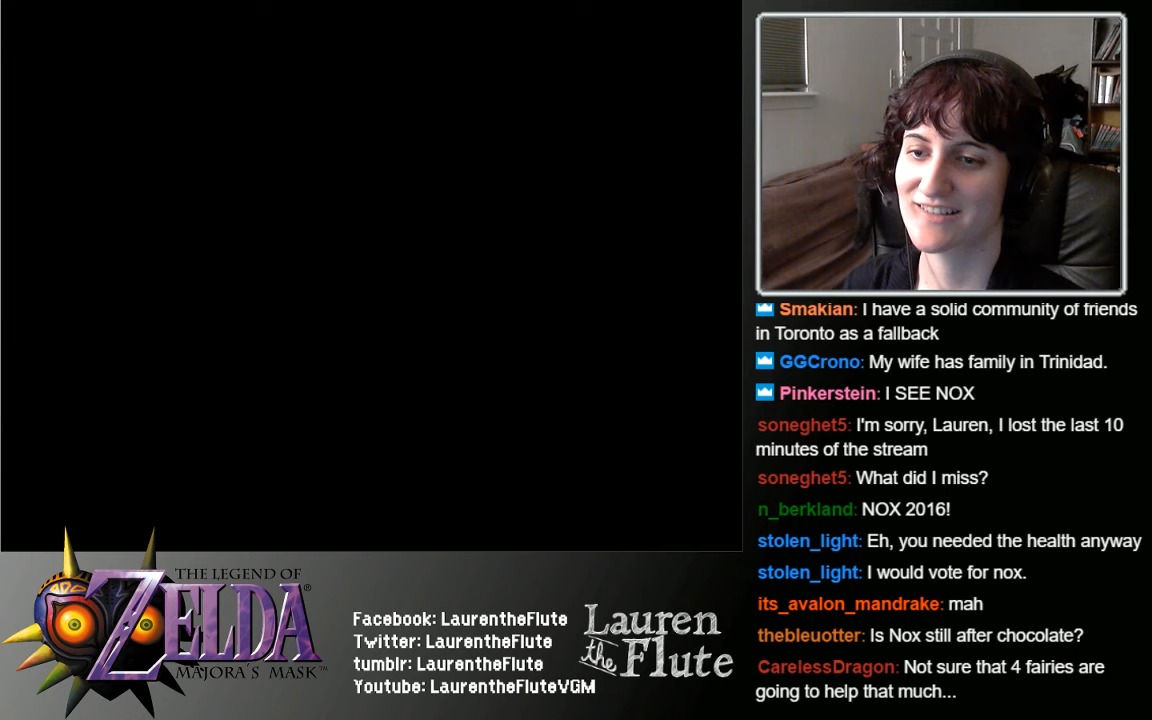 Smakian: I have a solid community of friends
in Toronto as a fallback
GGCrono: My wife has family in Trinidad.
Pinkerstein: I SEE NOX
soneghet5: I'm sorry, Lauren, I lost the last 10
minutes of the stream
soneghet5: What did I miss?
n_berkland: NOX 2016!
stolen_light: Eh, you needed the health anyway
stolen_light: I would vote for nox.
its_avalon_mandrake: mah
thebleuotter: Is Nox still after chocolate?
CarelessDragon: Not sure that 4 fairies are
going to help that much...
THE LEGEND OF
ZELDA®
MAJORA'S MASK™
Facebook: LaurentheFlute
Twitter: LaurentheFlute
tumblr: LaurentheFlute
Youtube: LaurentheFluteVGM
Lauren
the Flute